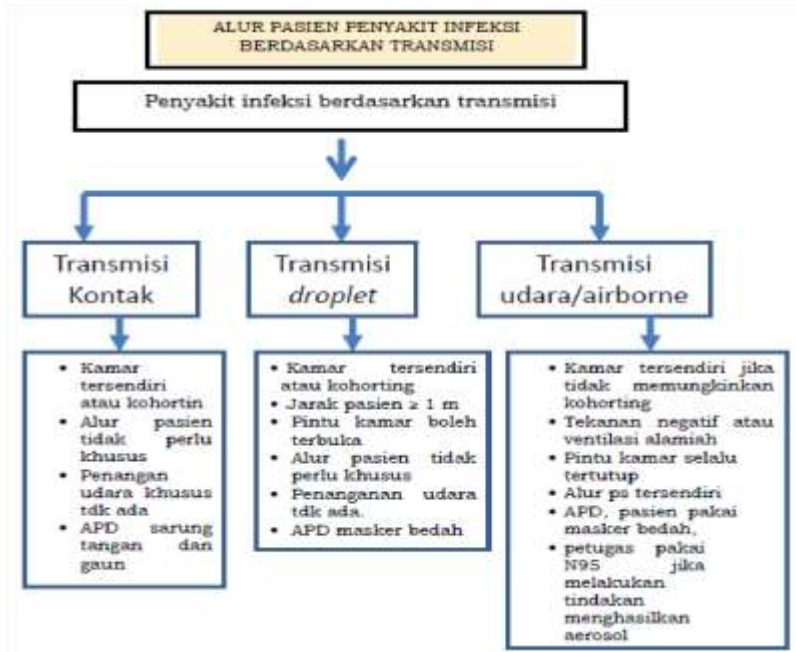 ALUR PASIEN PENYAKIT INFEKSI
BERDASARKAN TRANSMISI
Penyakit infeksi berdasarkan transmisi
Transmisi
Kontak
• Kamar
tersendiri
atau kohortin
• Alur pasien
tidak perlu
khusus
• Penangan
udara khusus
tdk ada
• APD sarung
tangan dan
gaun
Transmisi
droplet
• Kamar tersendiri
atau kohorting
• Jarak pasien ≥ 1 m
• Pintu kamar boleh
terbuka
• Alur pasien tidak
perlu khusus
• Penanganan udara
tdk ada.
• APD masker bedah
Transmisi
udara/airborne
• Kamar tersendiri jika
tidak memungkinkan
kohorting
• Tekanan negatif atau
ventilasi alamiah
• Pintu kamar selalu
tertutup
• Alur ps tersendiri
• APD, pasien pakai
masker bedah,
• petugas pakai
N95 jika
melakukan
tindakan
menghasilkan
aerosol